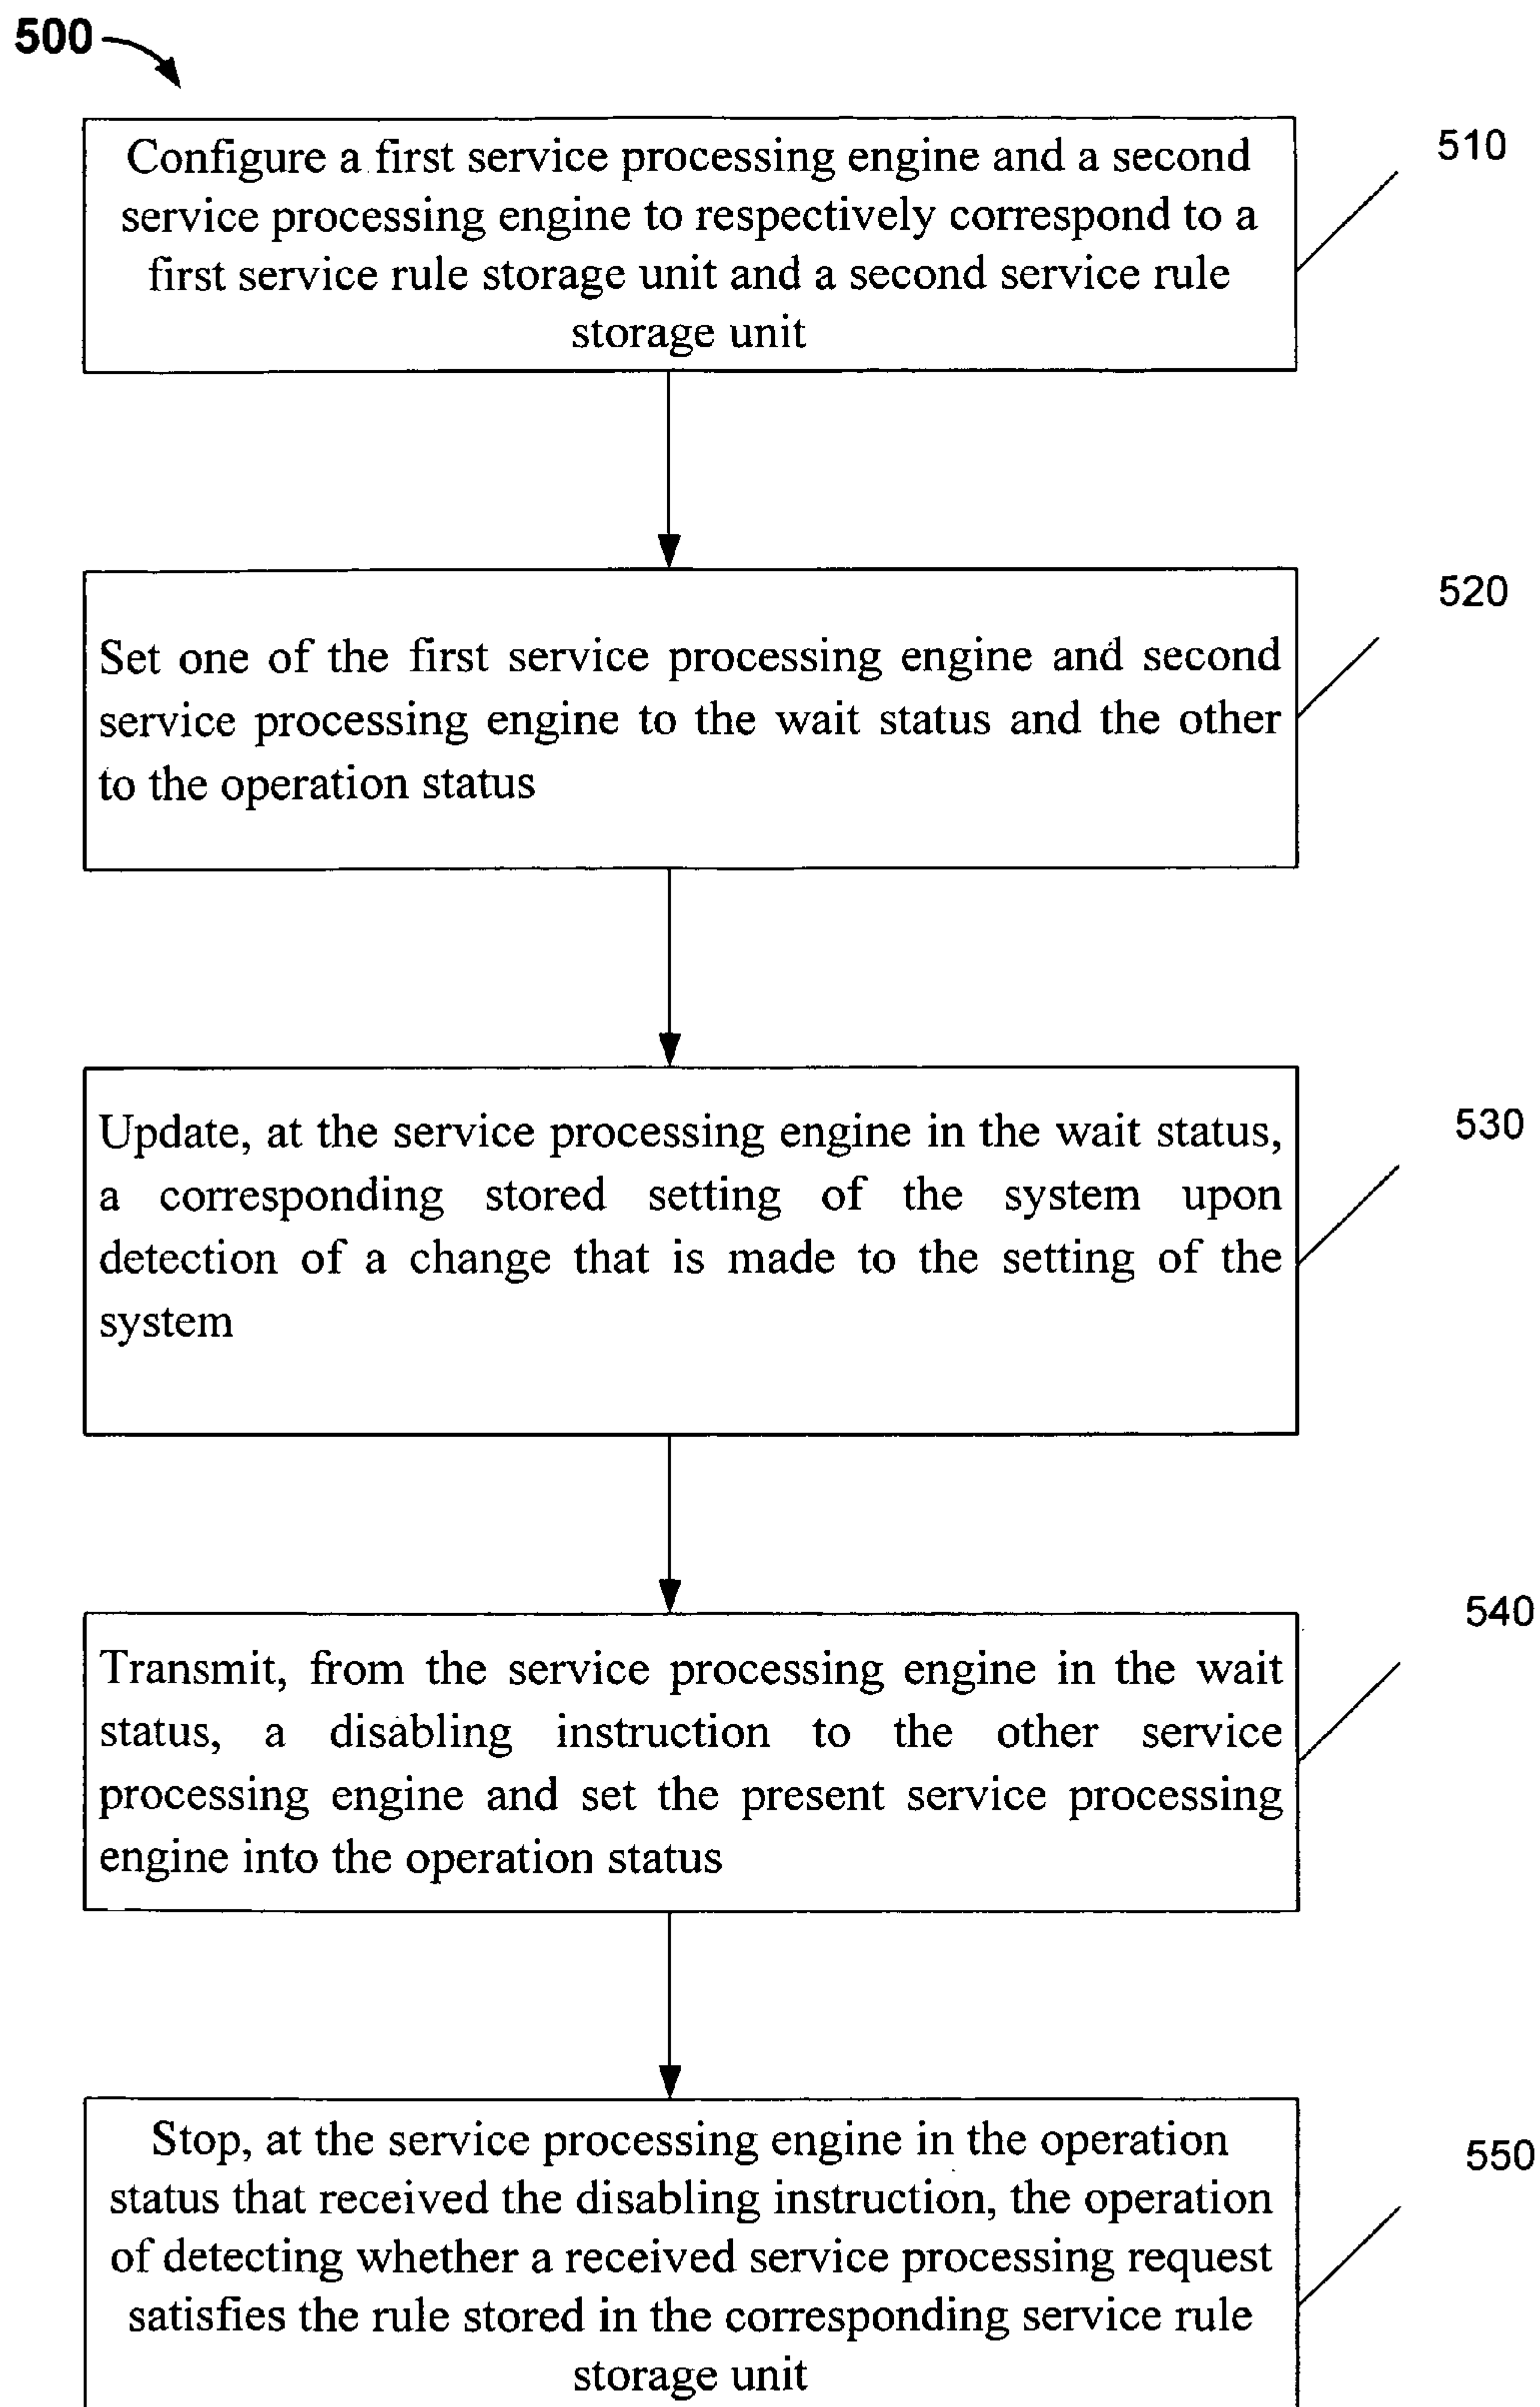 500
Configure a first service processing engine and a second
service processing engine to respectively correspond to a
first service rule storage unit and a second service rule
storage unit
510
Set one of the first service processing engine and second
service processing engine to the wait status and the other
to the operation status
520
Update, at the service processing engine in the wait status,
a corresponding stored setting of the system upon
detection of a change that is made to the setting of the
system
530
Transmit, from the service processing engine in the wait
status, a disabling instruction to the other service
processing engine and set the present service processing
engine into the operation status
540
Stop, at the service processing engine in the operation
status that received the disabling instruction, the operation
of detecting whether a received service processing request
satisfies the rule stored in the corresponding service rule
storage unit
550